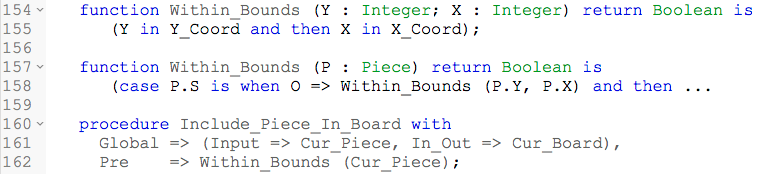 154 function Within_Bounds (Y : Integer; X : Integer) return Boolean is
155 (Y in Y_Coord and then X in X_Coord);
156
157 function Within_Bounds (P : Piece) return Boolean is
158 (case P.S is when O => Within_Bounds (P.Y, P.X) and then ...
159
160 procedure Include_Piece_In_Board with
161 Global => (Input => Cur_Piece, In_Out => Cur_Board),
162 Pre => Within_Bounds (Cur_Piece);